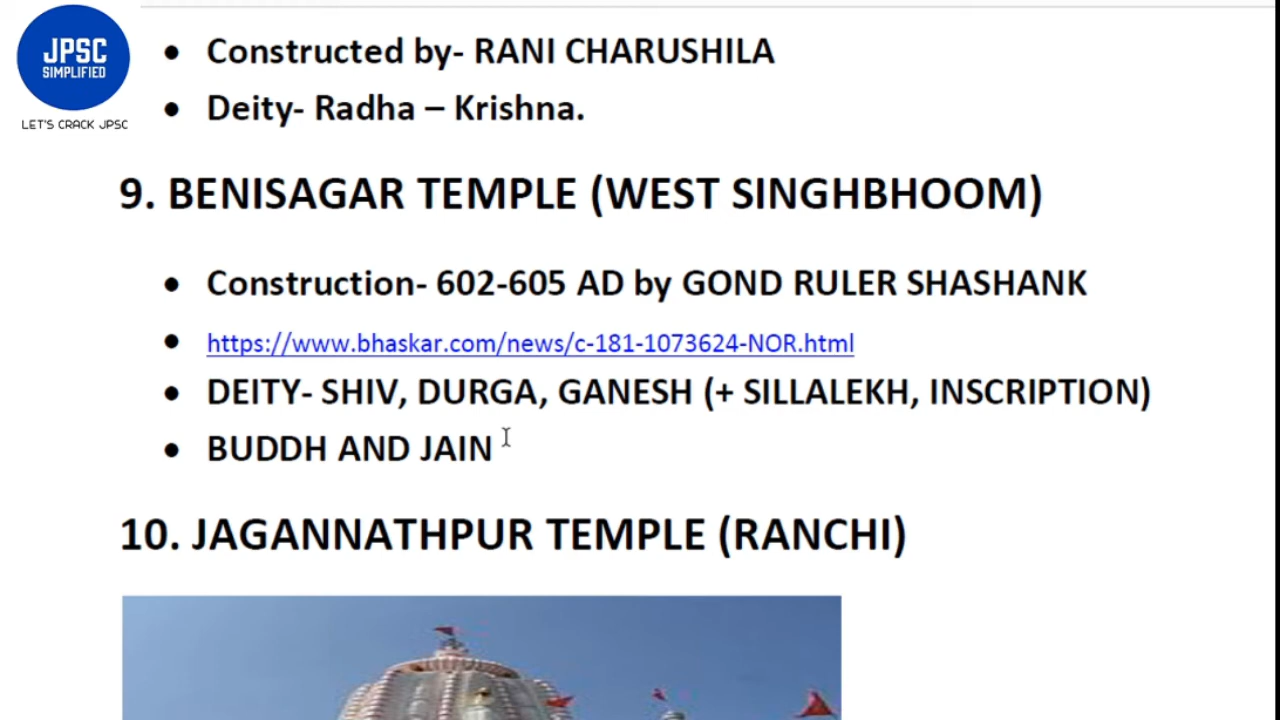 JPSC
SIMPLIFIED
LET'S CRACK JPSC
• Constructed by- RANI CHARUSHILA
• Deity- Radha – Krishna.
9. BENISAGAR TEMPLE (WEST SINGHBHOOM)
• Construction- 602-605 AD by GOND RULER SHASHANK
• https://www.bhaskar.com/news/c-181-1073624-NOR.html
• DEITY- SHIV, DURGA, GANESH (+ SILLALEKH, INSCRIPTION)
• BUDDH AND JAIN
10. JAGANNATHPUR TEMPLE (RANCHI)